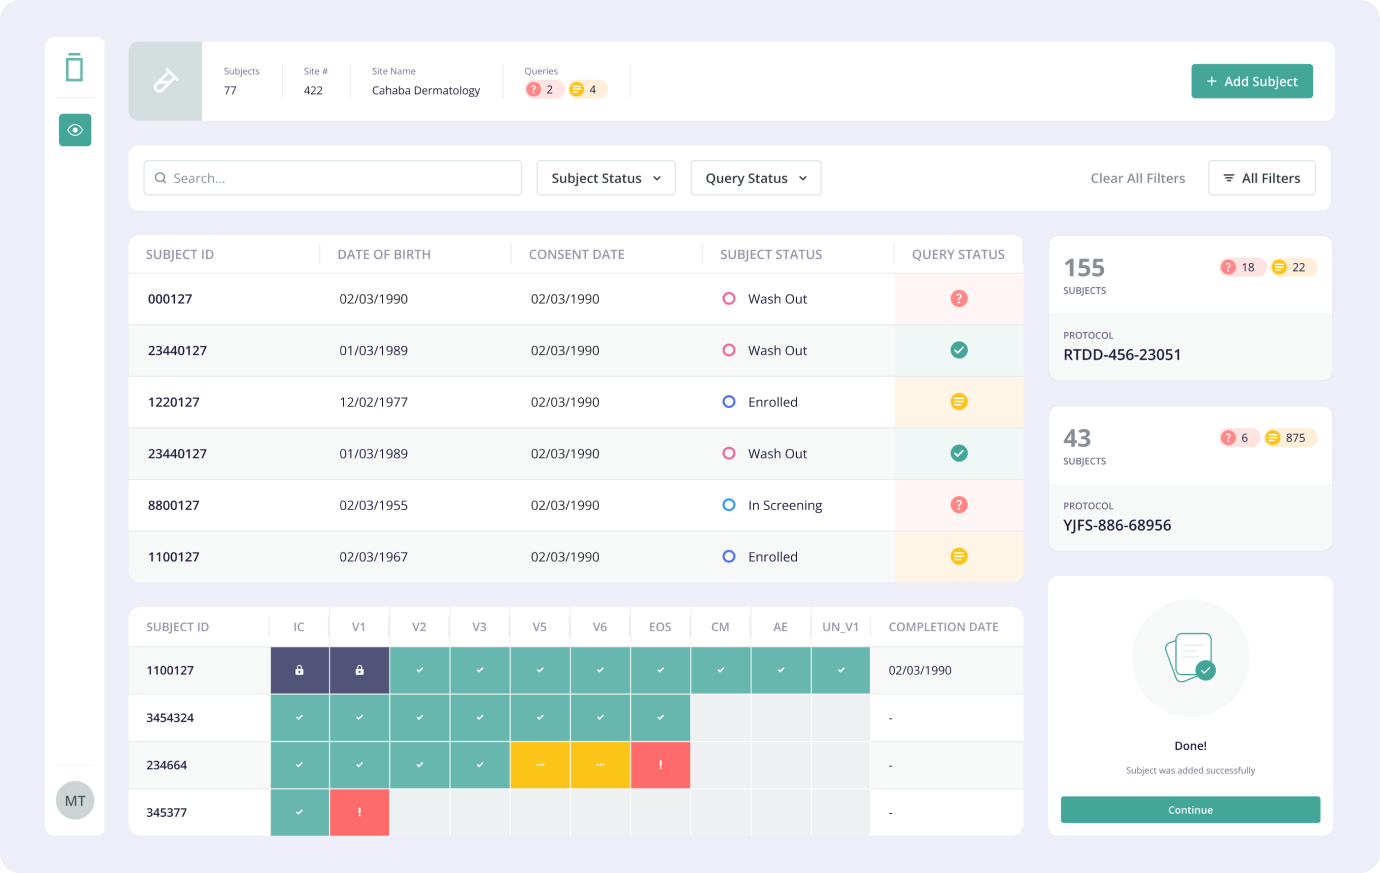 Subjects Site # Site Name Queries
77 422 Cahaba Dermatology ? 2 4
+ Add Subject
Search... Subject Status Query Status Clear All Filters All Filters
SUBJECT ID DATE OF BIRTH CONSENT DATE SUBJECT STATUS QUERY STATUS
000127 02/03/1990 02/03/1990 Wash Out ?
23440127 01/03/1989 02/03/1990 Wash Out
1220127 12/02/1977 02/03/1990 Enrolled
23440127 01/03/1989 02/03/1990 Wash Out
8800127 02/03/1955 02/03/1990 In Screening ?
1100127 02/03/1967 02/03/1990 Enrolled
155 ? 18 22
SUBJECTS
PROTOCOL
RTDD-456-23051
43 ? 6 875
SUBJECTS
PROTOCOL
YJFS-886-68956
SUBJECT ID IC V1 V2 V3 V5 V6 EOS CM AE UN_V1 COMPLETION DATE
1100127 02/03/1990
3454324 -
234664 ... ... ! -
345377 ! -
Done!
Subject was added successfully
Continue
MT